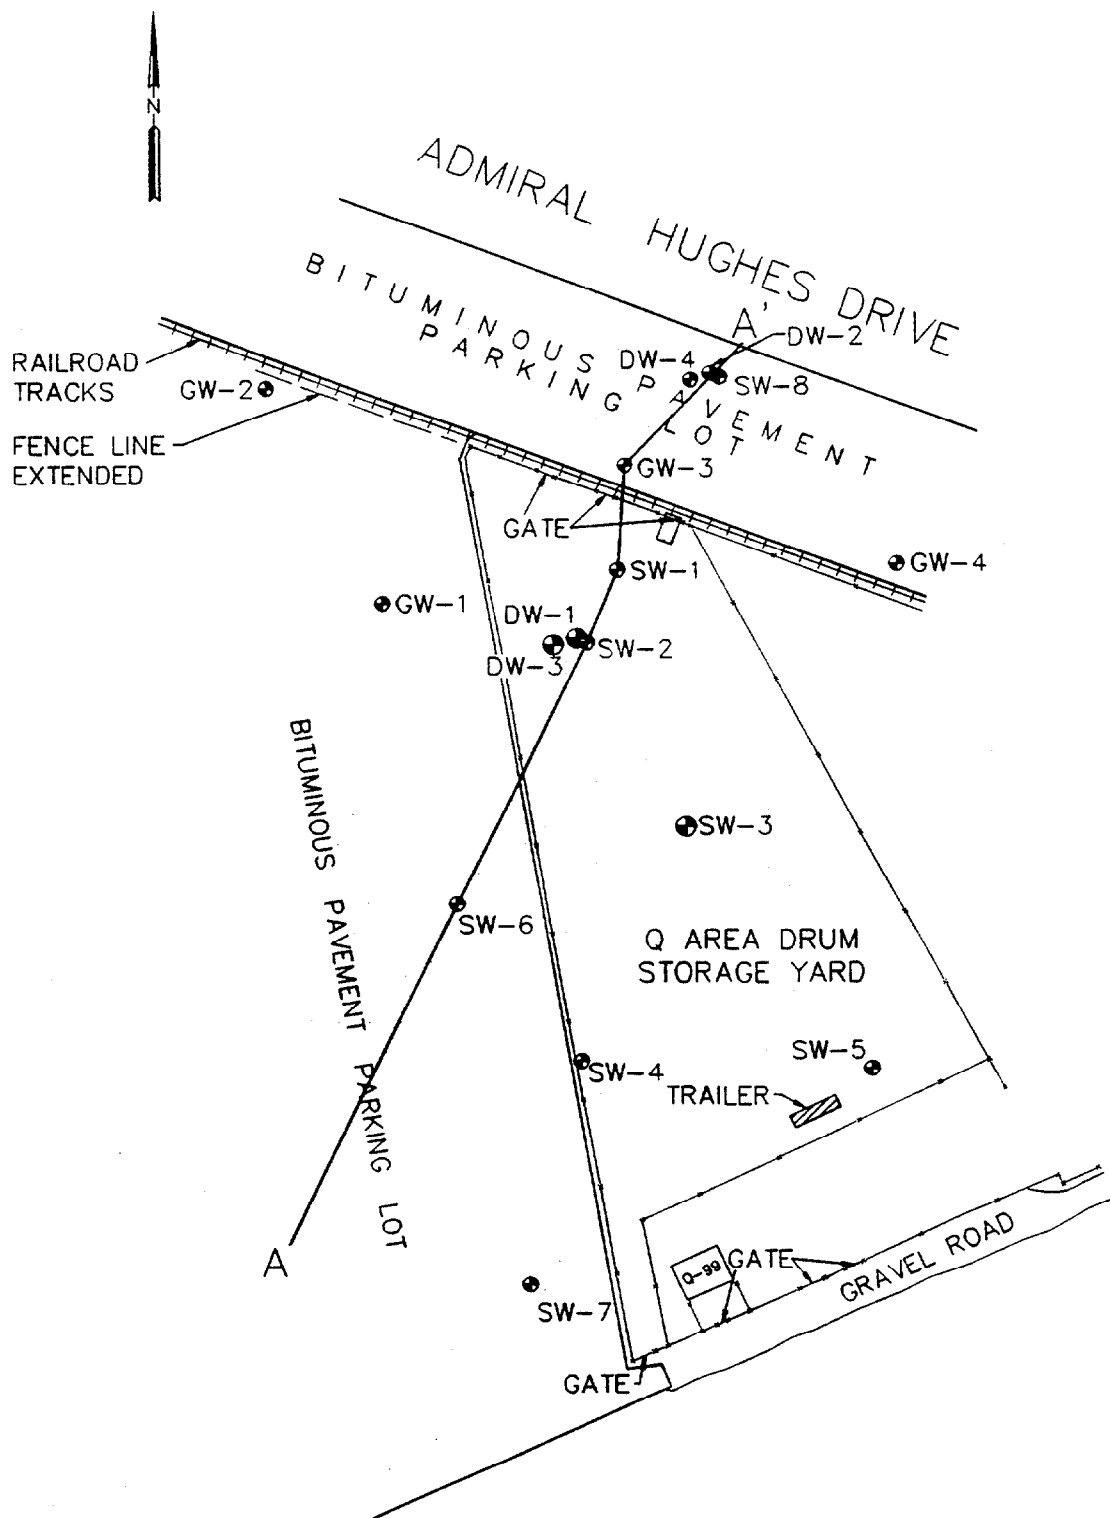 N
ADMIRAL HUGHES DRIVE
BITUMINOUS PAVEMENT
PARKING LOT
A'
DW-2
DW-4
SW-8
RAILROAD
TRACKS
GW-2
FENCE LINE
EXTENDED
GW-3
GATE
SW-1
GW-4
GW-1
DW-1
SW-2
DW-3
BITUMINOUS PAVEMENT PARKING LOT
SW-3
SW-6
Q AREA DRUM
STORAGE YARD
SW-5
SW-4
TRAILER
A
GATE
Q-99
GRAVEL ROAD
SW-7
GATE